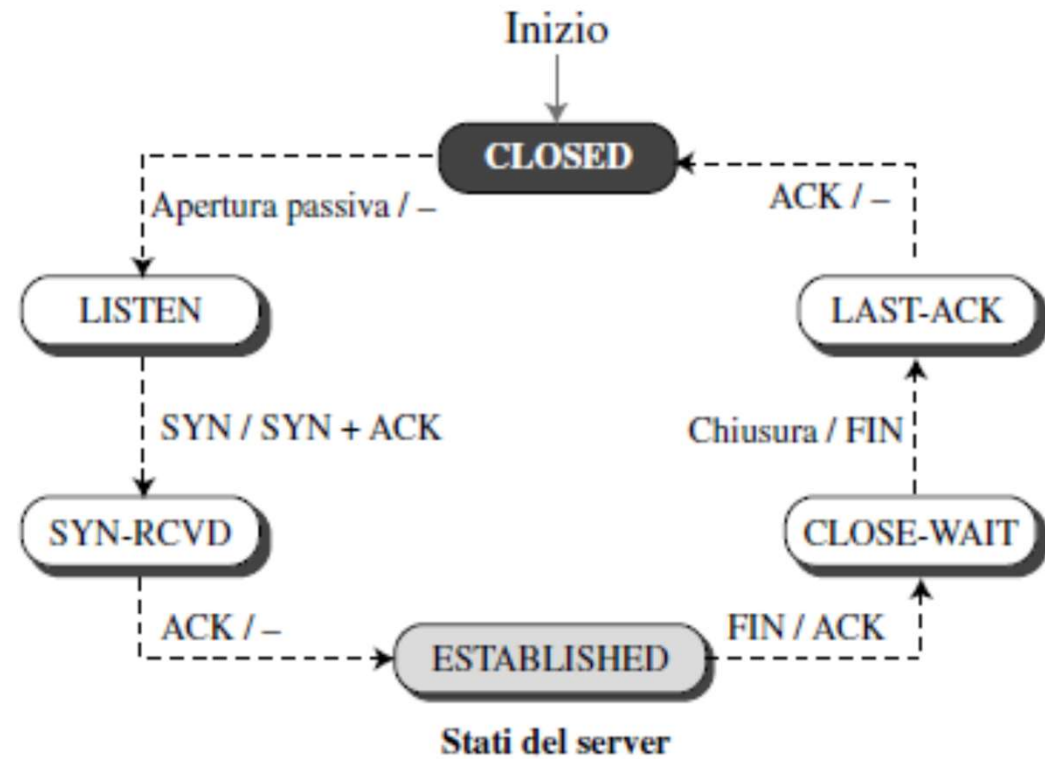 Inizio
CLOSED
Apertura passiva / –
ACK / –
LISTEN
LAST-ACK
SYN / SYN + ACK
Chiusura / FIN
SYN-RCVD
CLOSE-WAIT
ACK / –
FIN / ACK
ESTABLISHED
Stati del server